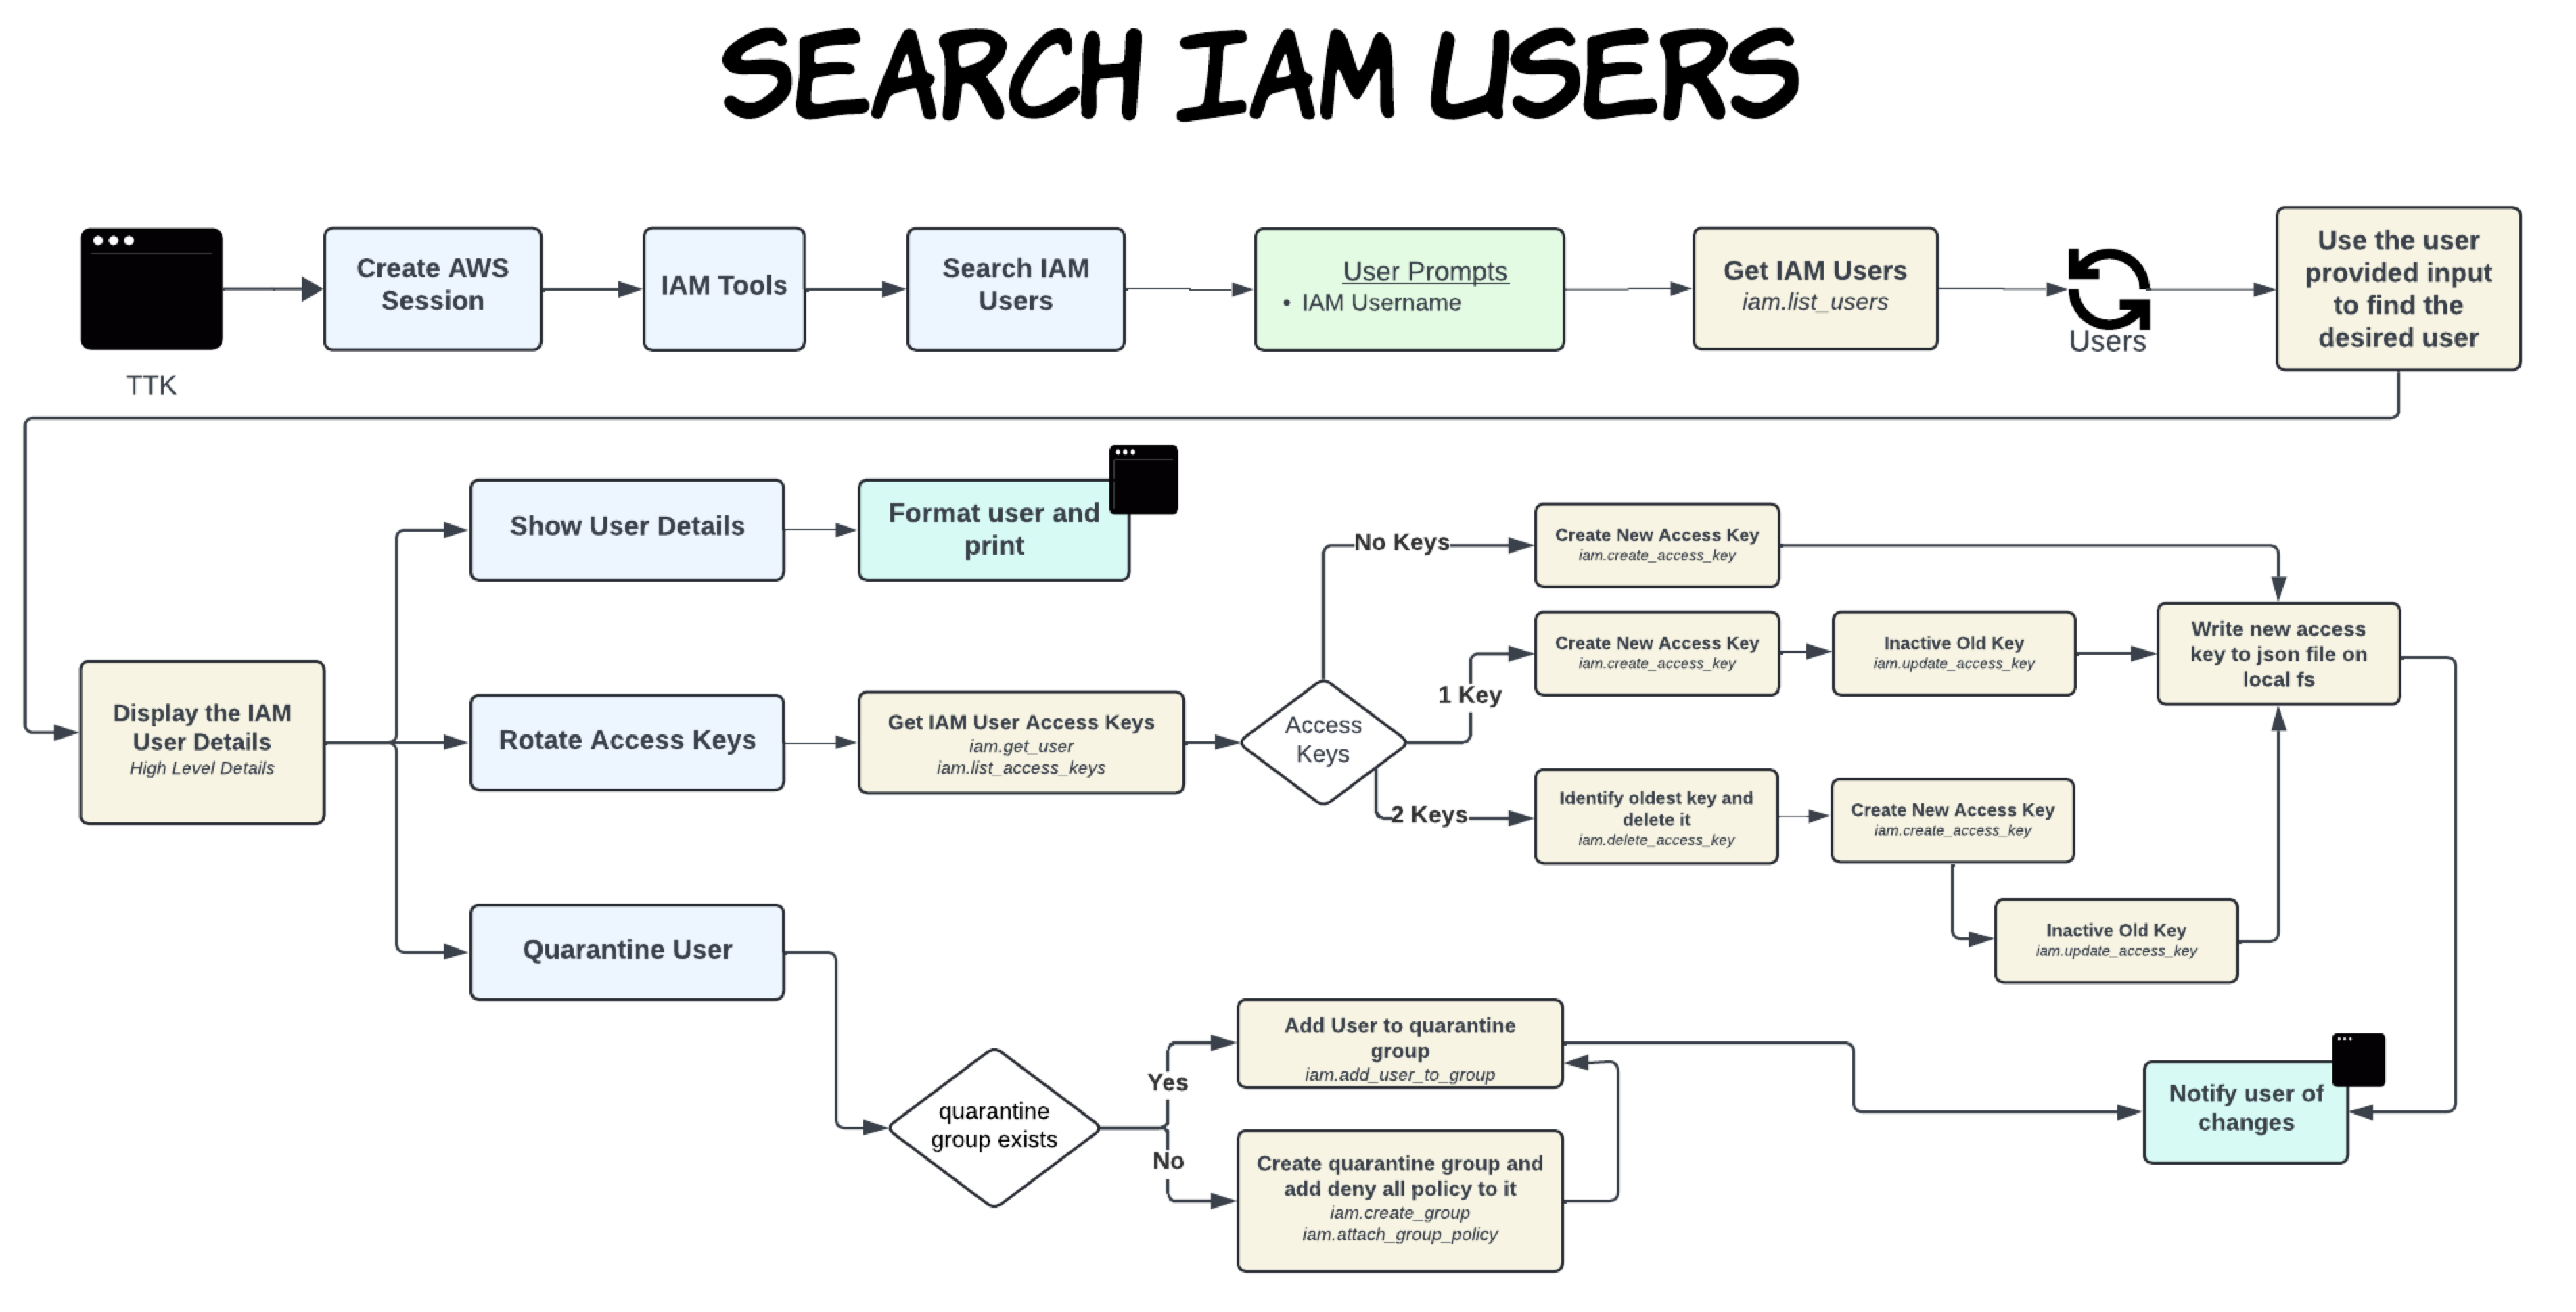 SEARCH IAM USERS
TTK
Create AWS
Session
IAM Tools
Search IAM
Users
User Prompts
• IAM Username
Get IAM Users
iam.list_users
Users
Use the user
provided input
to find the
desired user
Display the IAM
User Details
High Level Details
Show User Details
Format user and
print
Rotate Access Keys
Get IAM User Access Keys
iam.get_user
iam.list_access_keys
Access
Keys
No Keys
Create New Access Key
iam.create_access_key
1 Key
Create New Access Key
iam.create_access_key
Inactive Old Key
iam.update_access_key
Write new access
key to json file on
local fs
2 Keys
Identify oldest key and
delete it
iam.delete_access_key
Create New Access Key
iam.create_access_key
Inactive Old Key
iam.update_access_key
Quarantine User
quarantine
group exists
Yes
Add User to quarantine
group
iam.add_user_to_group
No
Create quarantine group and
add deny all policy to it
iam.create_group
iam.attach_group_policy
Notify user of
changes